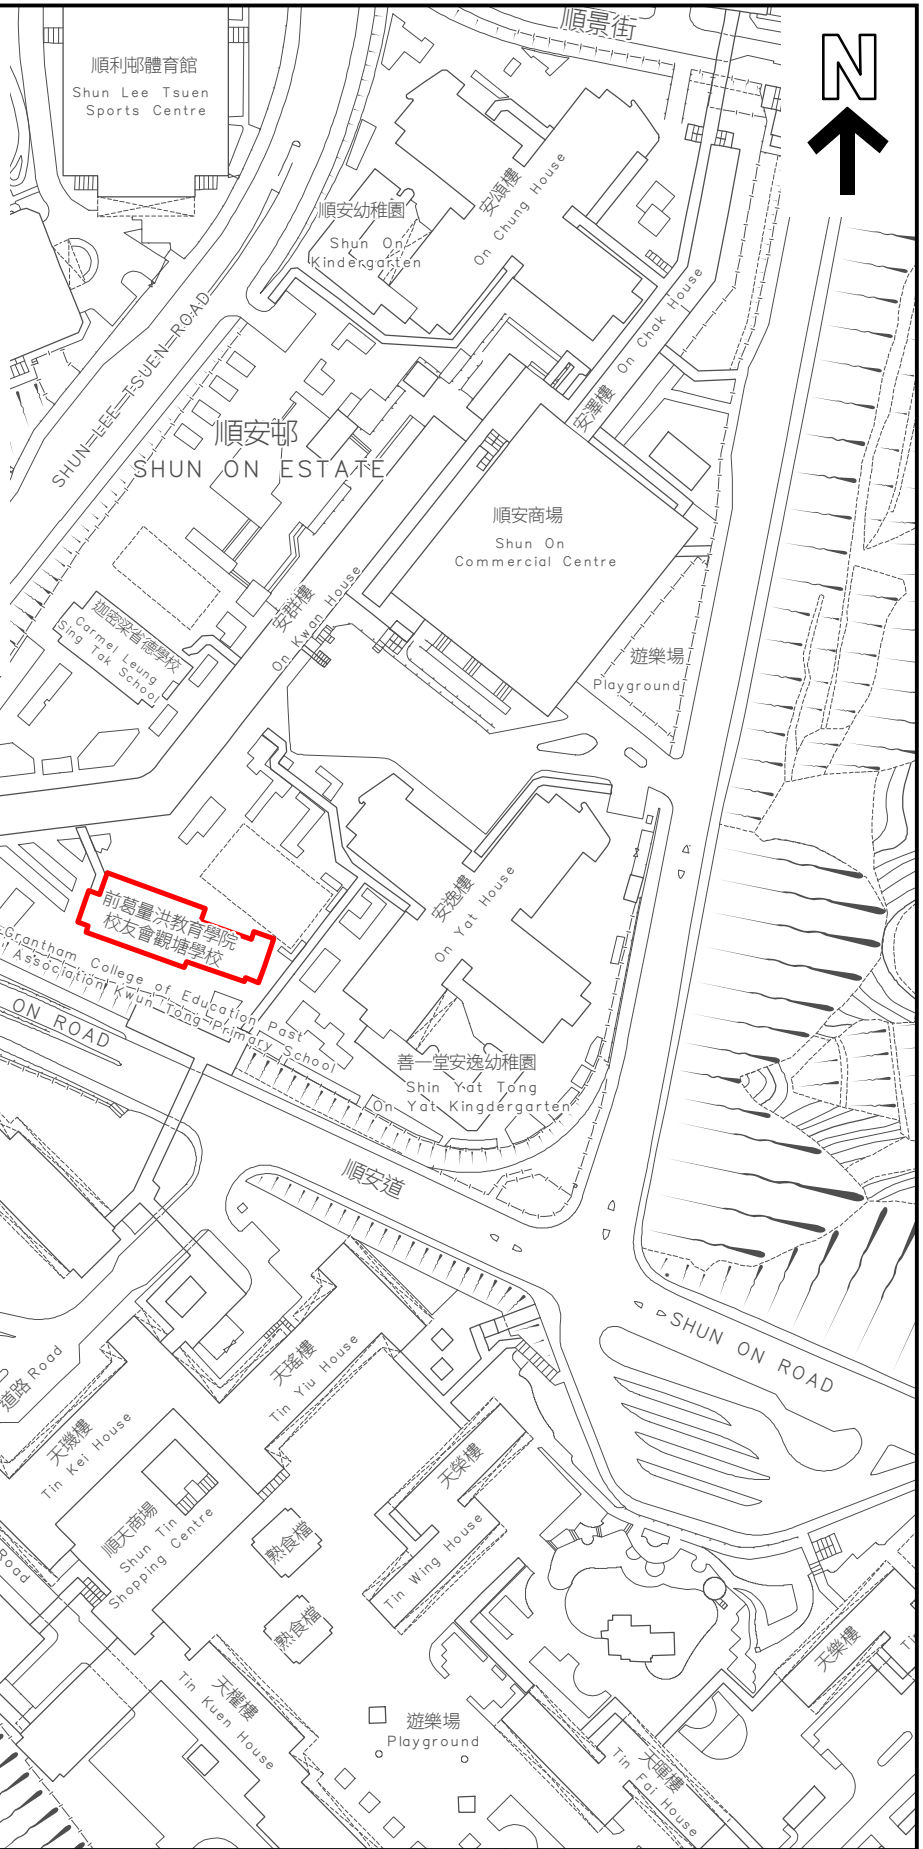 順景街
N
順利邨體育館
Shun Lee Tsuen
Sports Centre
順安幼稚園
Shun On
Kindergarten
安頌樓
On Chung House
SHUN LEE TSUEN ROAD
安澤樓 On Chak House
順安邨
SHUN ON ESTATE
順安商場
Shun On
Commercial Centre
安群樓
On Kwan House
迦密梁省德學校
Carmel Leung
Sing Tak School
遊樂場
Playground
安逸樓
On Yat House
前葛量洪教育學院
校友會觀塘學校
Grantham College of Education Past
Association Kwun Tong Primary School
ON ROAD
善一堂安逸幼稚園
Shin Yat Tong
On Yat Kingdergarten
順安道
SHUN ON ROAD
道路 Road
天瑤樓
Tin Yiu House
天璣樓
Tin Kei House
順天商場
Shun Tin
Shopping Centre
天榮樓
Tin Wing House
熟食檔
熟食檔
Road
天權樓
Tin Kuen House
遊樂場
Playground
天暉樓
Tin Fai House
天樂樓
Ti